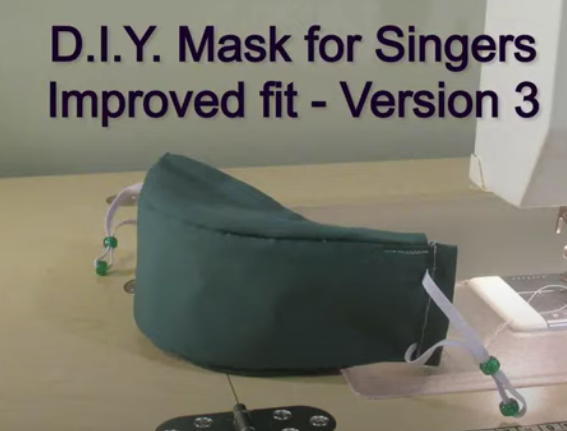 D.I.Y. Mask for Singers
Improved fit - Version 3